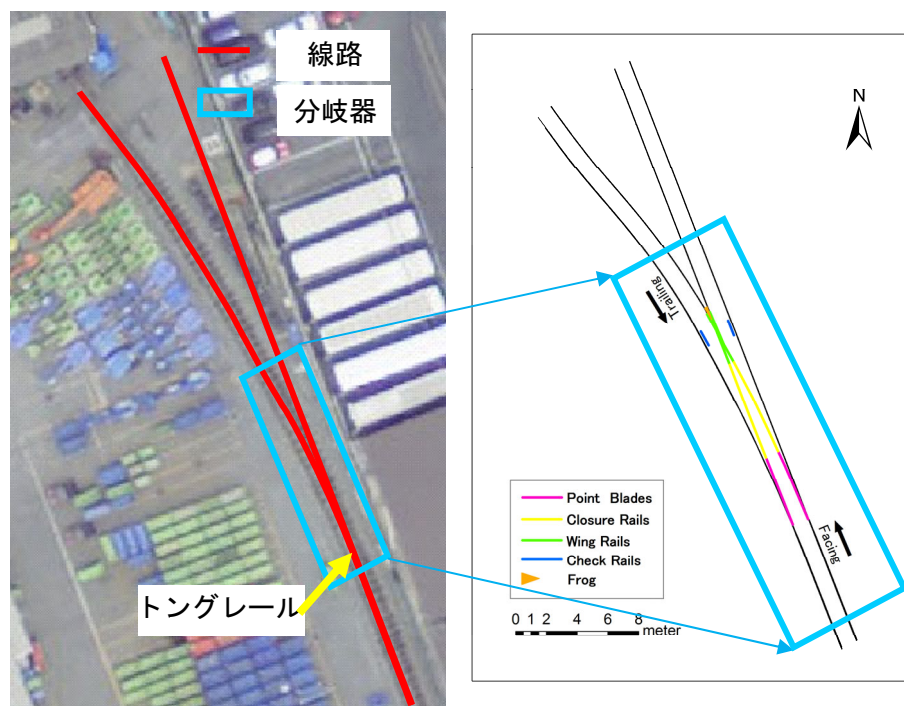 線路
分岐器
トングレール
N
Trailing
Facing
Point Blades
Closure Rails
Wing Rails
Check Rails
Frog
0 1 2 4 6 8
meter